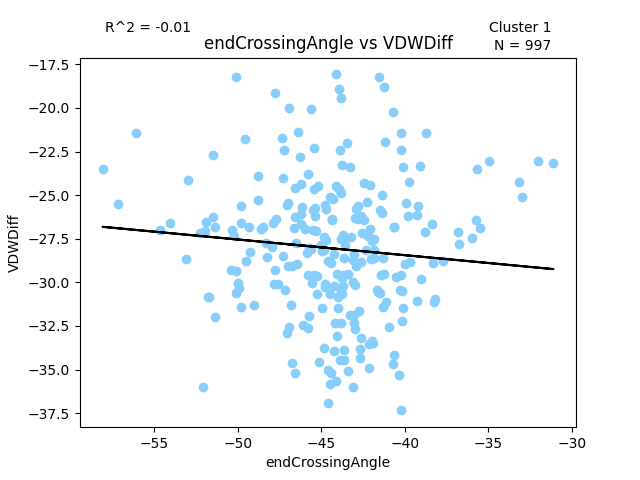 R^2 = -0.01
Cluster 1
endCrossingAngle vs VDWDiff
N = 997
−17.5
−20.0
−22.5
−25.0
−27.5
−30.0
−32.5
−35.0
−37.5
VDWDiff
−55
−50
−45
−40
−35
−30
endCrossingAngle